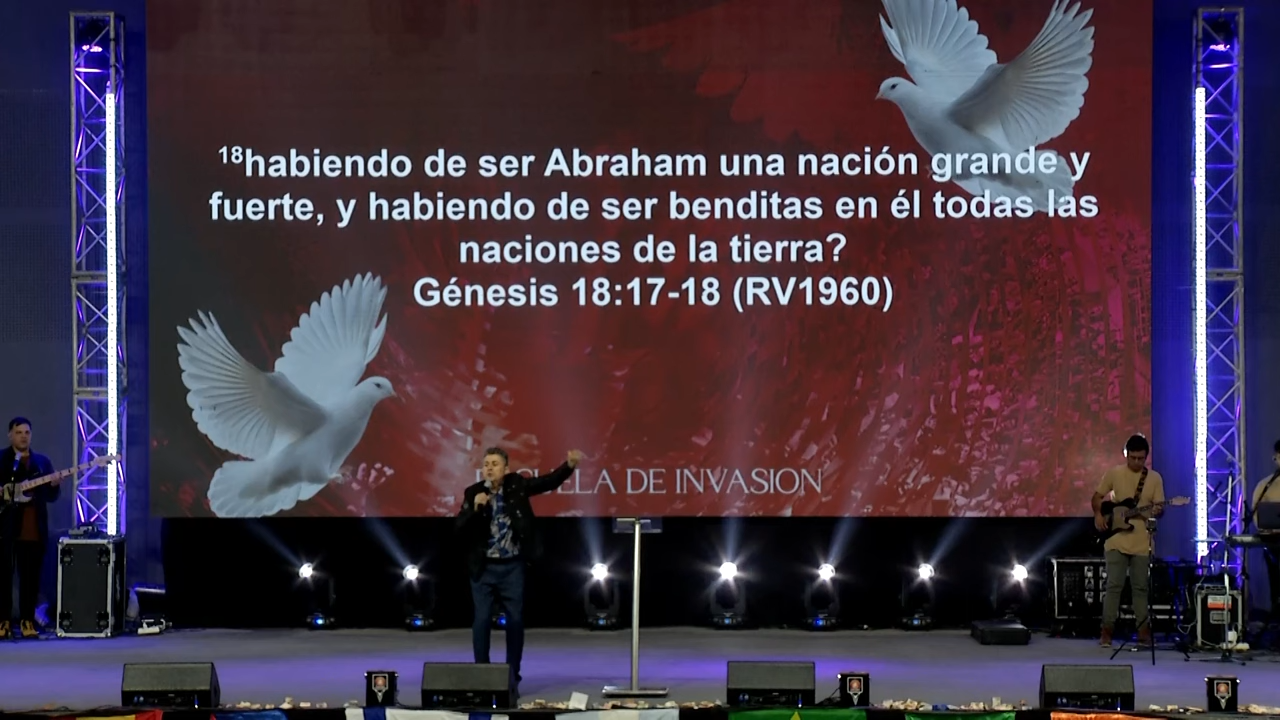 ¹⁸habiendo de ser Abraham una nación grande y
fuerte, y habiendo de ser benditas en él todas las
naciones de la tierra?
Génesis 18:17-18 (RV1960)
DE INVASION